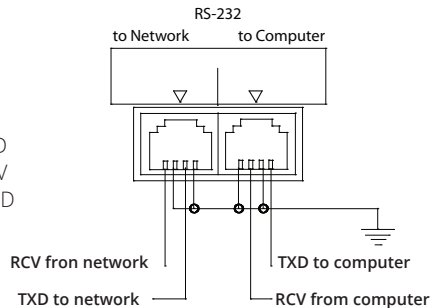 RS-232
to Network to Computer
D
V
D
RCV fron network TXD to computer
TXD to network RCV from computer